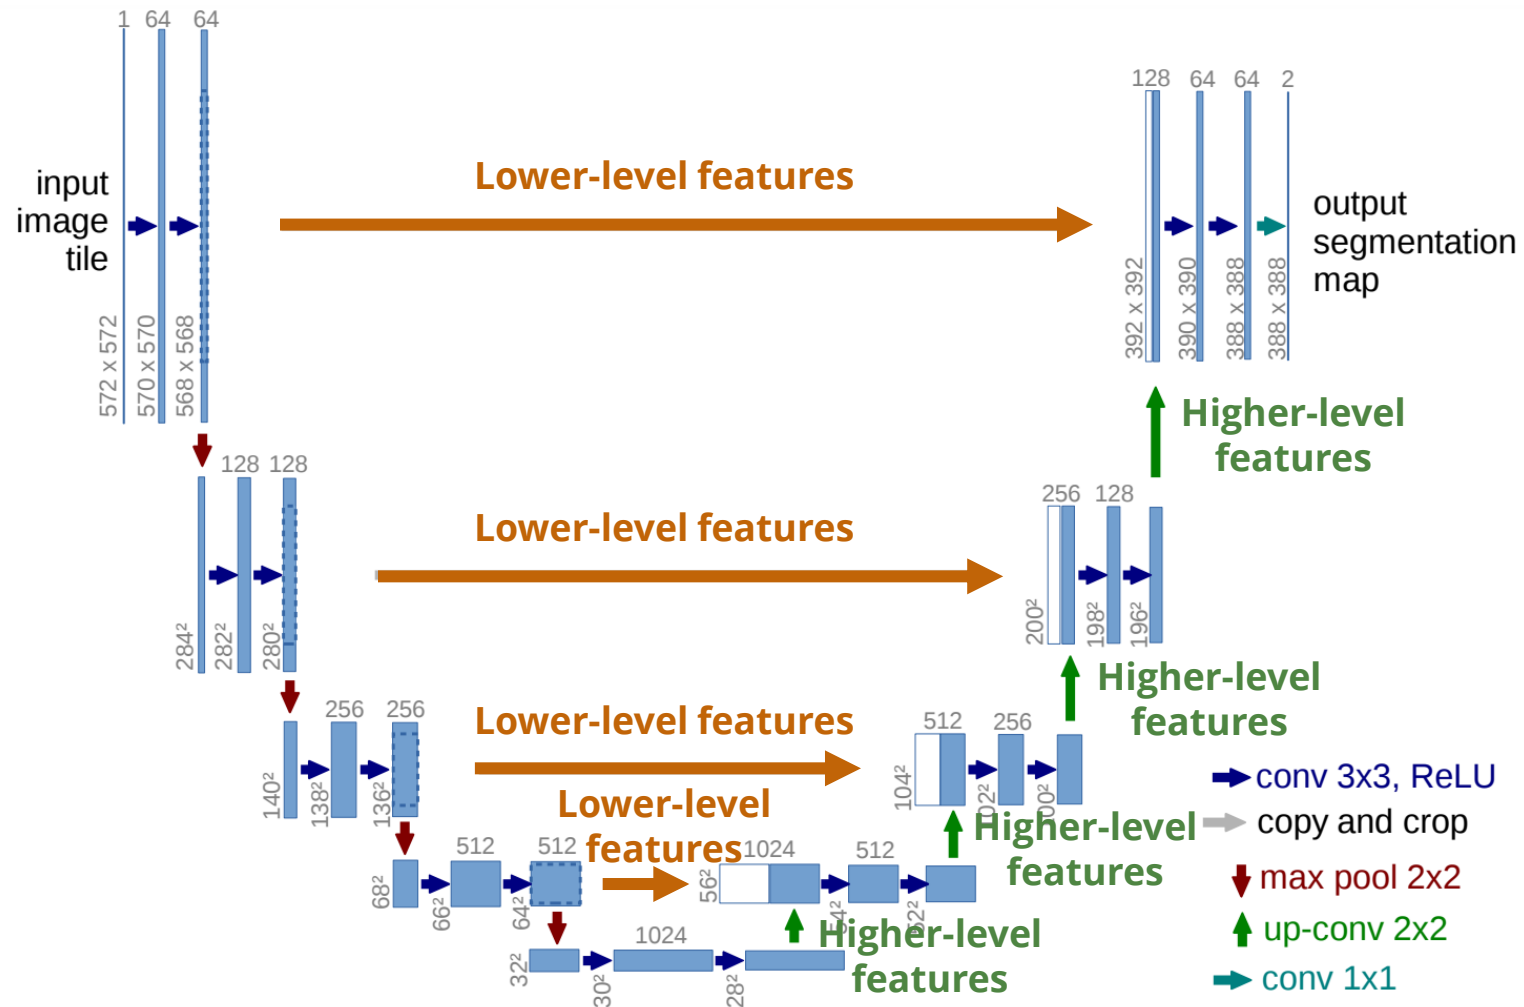 1 64 64
128 64 64 2
input
image
tile
Lower-level features
output
segmentation
map
572 x 572
570 x 570
568 x 568
392 x 392
390 x 390
388 x 388
388 x 388
Higher-level
features
128 128
256 128
Lower-level features
284²
282²
280²
200²
198²
196²
Higher-level
features
256 256
Lower-level features
512 256
140²
138²
136²
104²
conv 3x3, ReLU
Lower-level
features
copy and crop
Higher-level
features
512 512
1024 512
68²
66²
64²
56²
max pool 2x2
up-conv 2x2
Higher-level
features
1024
32²
30²
28²
conv 1x1